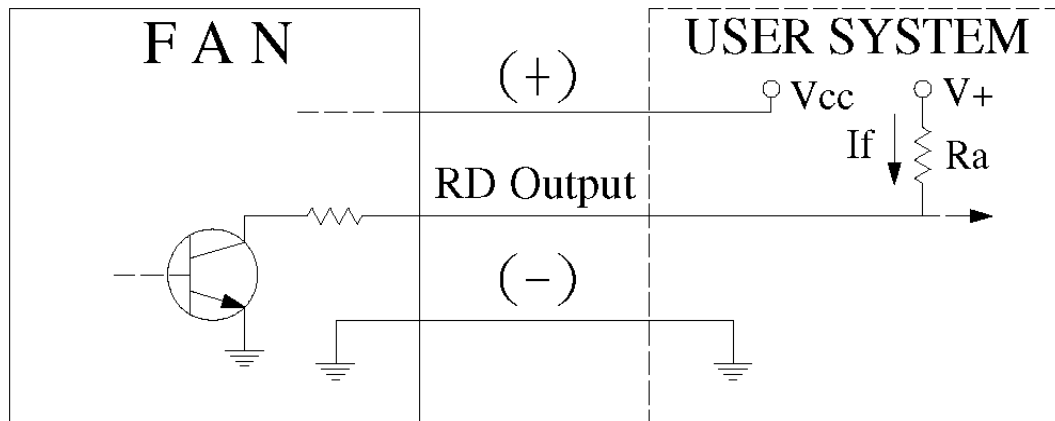 F A N
USER SYSTEM
(+)
Vcc
V+
If
Ra
RD Output
(−)